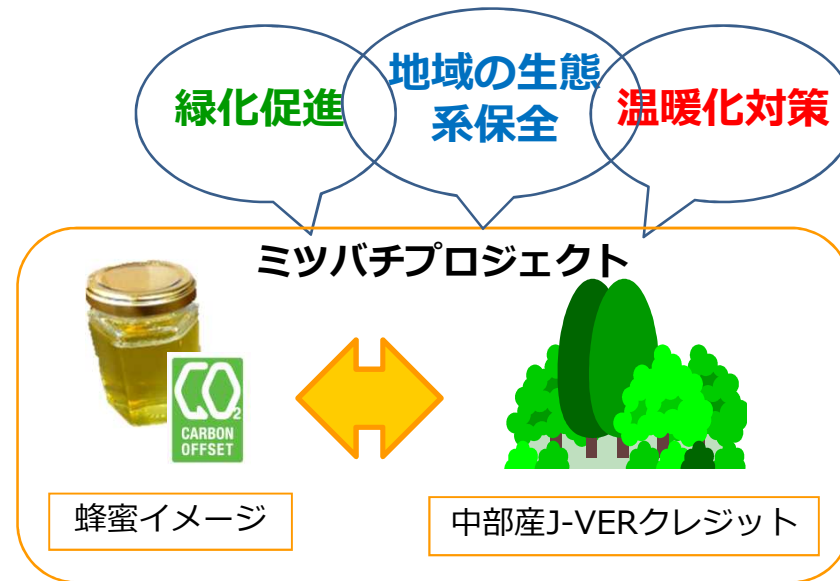 緑化促進
地域の生態
系保全
温暖化対策
ミツバチプロジェクト
CO2
CARBON
OFFSET
蜂蜜イメージ
中部産J-VERクレジット